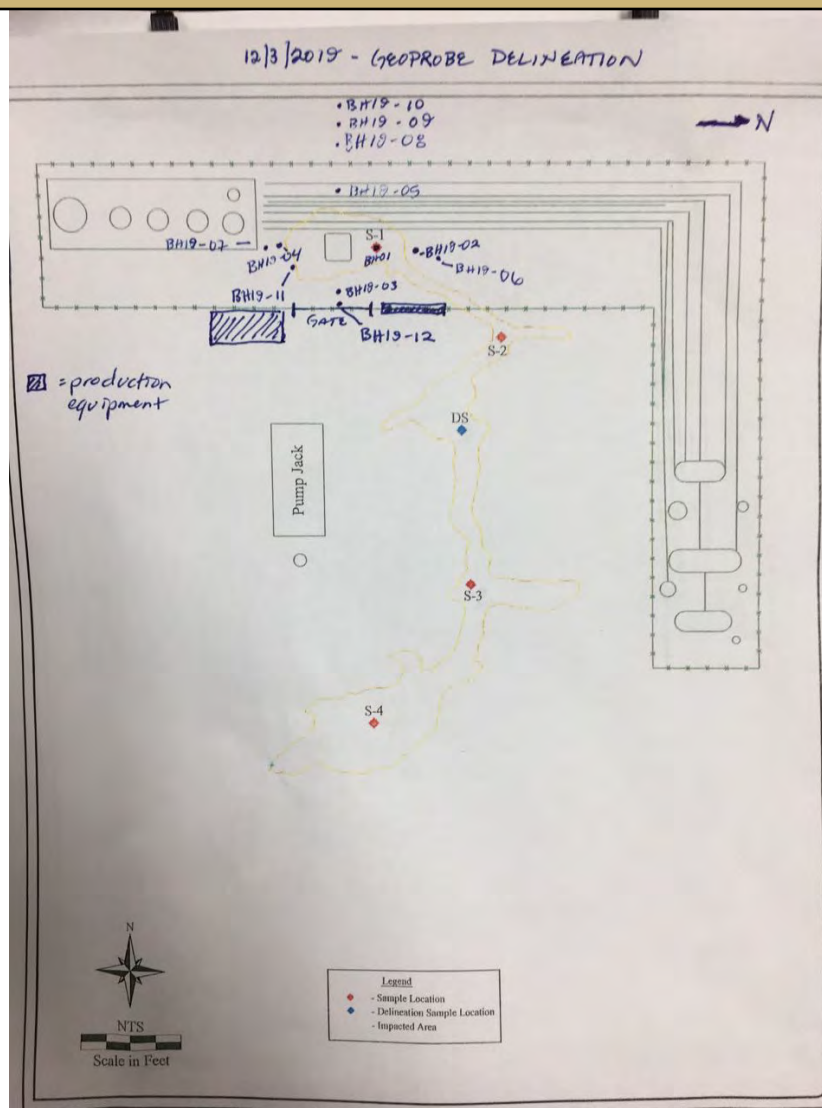 12/3/2019 - GEOPROBE DELINEATION
• BH19-10
• BH19-09
• BH19-08
N
• BH19-05
S-1
BH19-07
BH19-04
BH01
BH19-02
BH19-06
BH19-11
BH19-03
GATE
BH19-12
S-2
= production
equipment
DS
Pump Jack
S-3
S-4
N
NTS
Scale in Feet
Legend
- Sample Location
- Delineation Sample Location
- Impacted Area